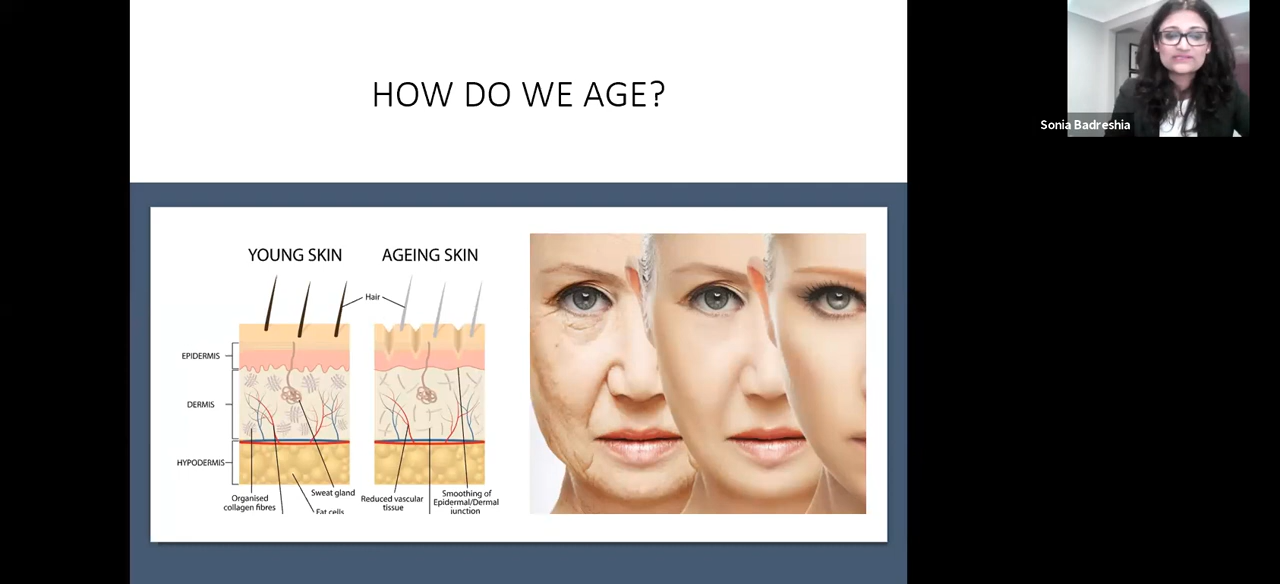 HOW DO WE AGE?
Sonia Badreshia
YOUNG SKIN
AGEING SKIN
Hair
EPIDERMIS
DERMIS
HYPODERMIS
Organised
collagen fibres
Sweat gland
Fat cells
Reduced vascular
tissue
Smoothing of
Epidermal/Dermal
junction